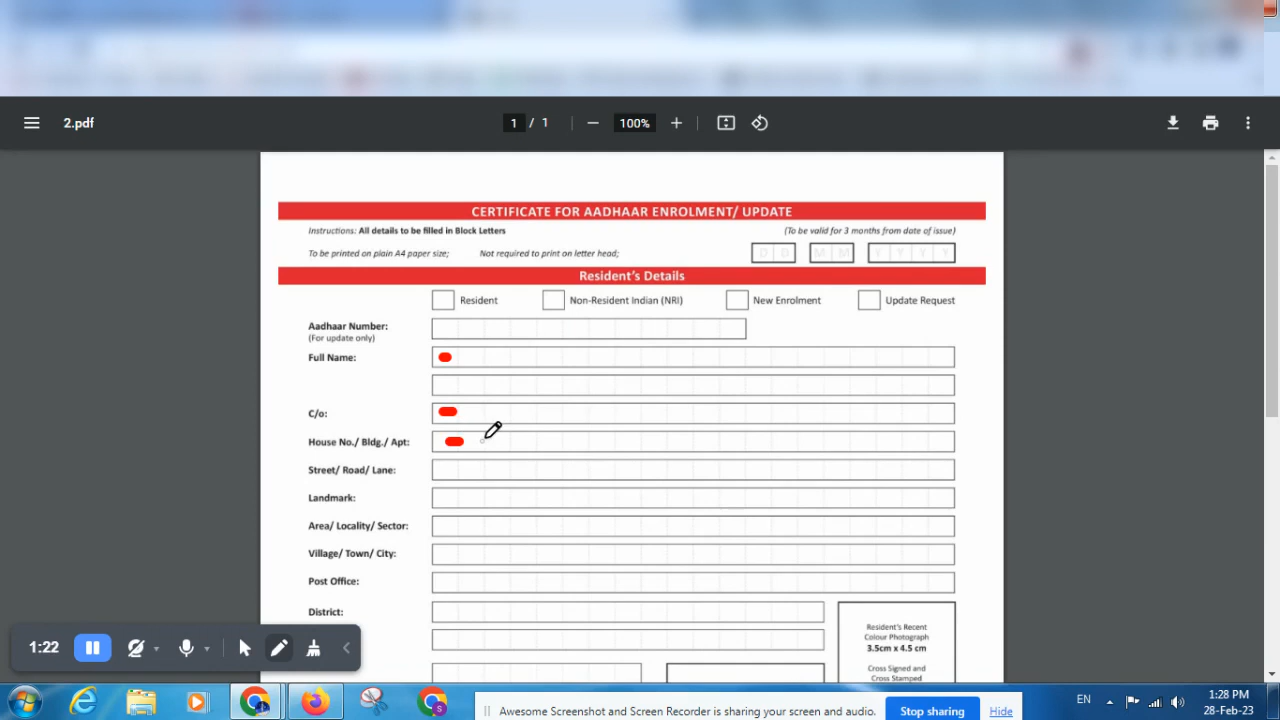 2.pdf
1 / 1
100%
CERTIFICATE FOR AADHAAR ENROLMENT/ UPDATE
Instructions: All details to be filled in Block Letters
(To be valid for 3 months from date of issue)
To be printed on plain A4 paper size;
Not required to print on letter head;
D D M M Y Y Y Y
Resident's Details
Resident
Non-Resident Indian (NRI)
New Enrolment
Update Request
Aadhaar Number:
(For update only)
Full Name:
C/o:
House No./ Bldg./ Apt:
Street/ Road/ Lane:
Landmark:
Area/ Locality/ Sector:
Village/ Town/ City:
Post Office:
District:
Resident's Recent
Colour Photograph
3.5cm x 4.5 cm
Cross Signed and
Cross Stamped
1:22
Awesome Screenshot and Screen Recorder is sharing your screen and audio.
Stop sharing
Hide
EN
1:28 PM
28-Feb-23